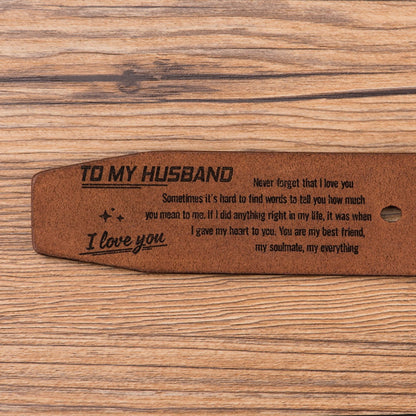 TO MY HUSBAND
Never forget that I love you
Sometimes it's hard to find words to tell you how much
you mean to me. If I did anything right in my life, it was when
I gave my heart to you. You are my best friend,
my soulmate, my everything
I love you